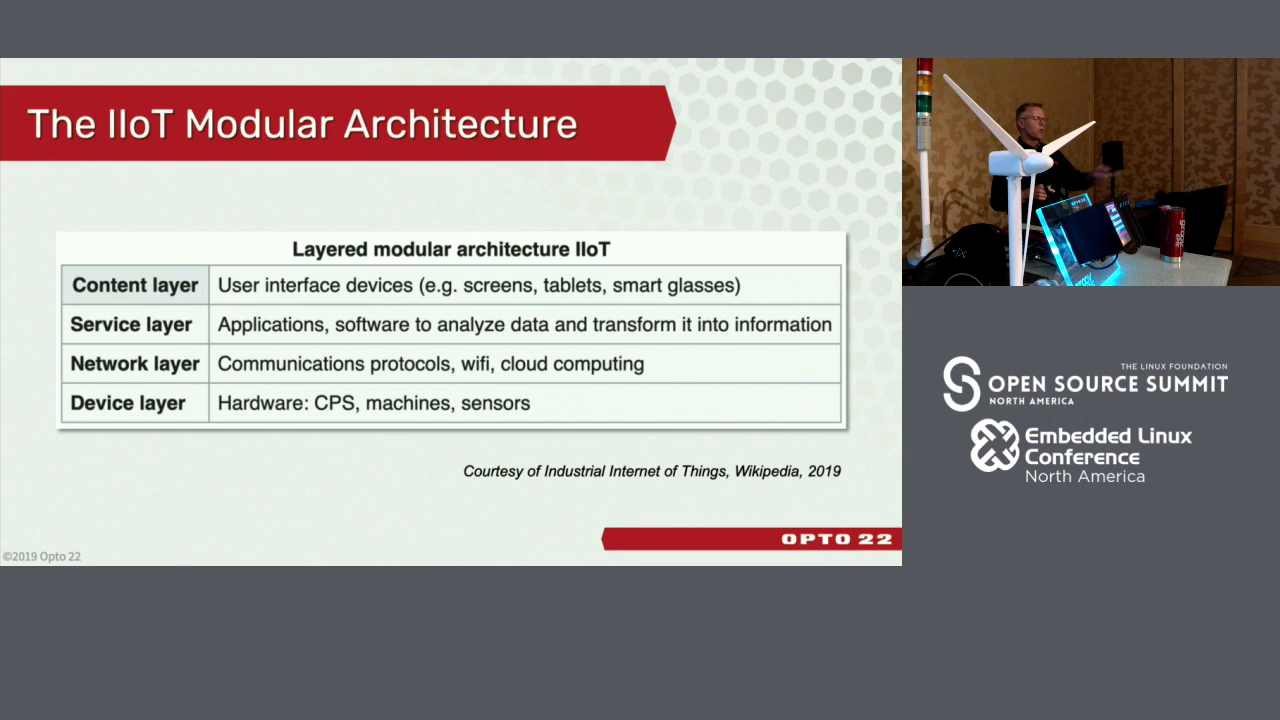 The IIoT Modular Architecture
Layered modular architecture IIoT
Content layer User interface devices (e.g. screens, tablets, smart glasses)
Service layer Applications, software to analyze data and transform it into information
Network layer Communications protocols, wifi, cloud computing
Device layer Hardware: CPS, machines, sensors
Courtesy of Industrial Internet of Things, Wikipedia, 2019
OPTO 22
©2019 Opto 22
THE LINUX FOUNDATION
OPEN SOURCE SUMMIT
NORTH AMERICA
Embedded Linux
Conference
North America